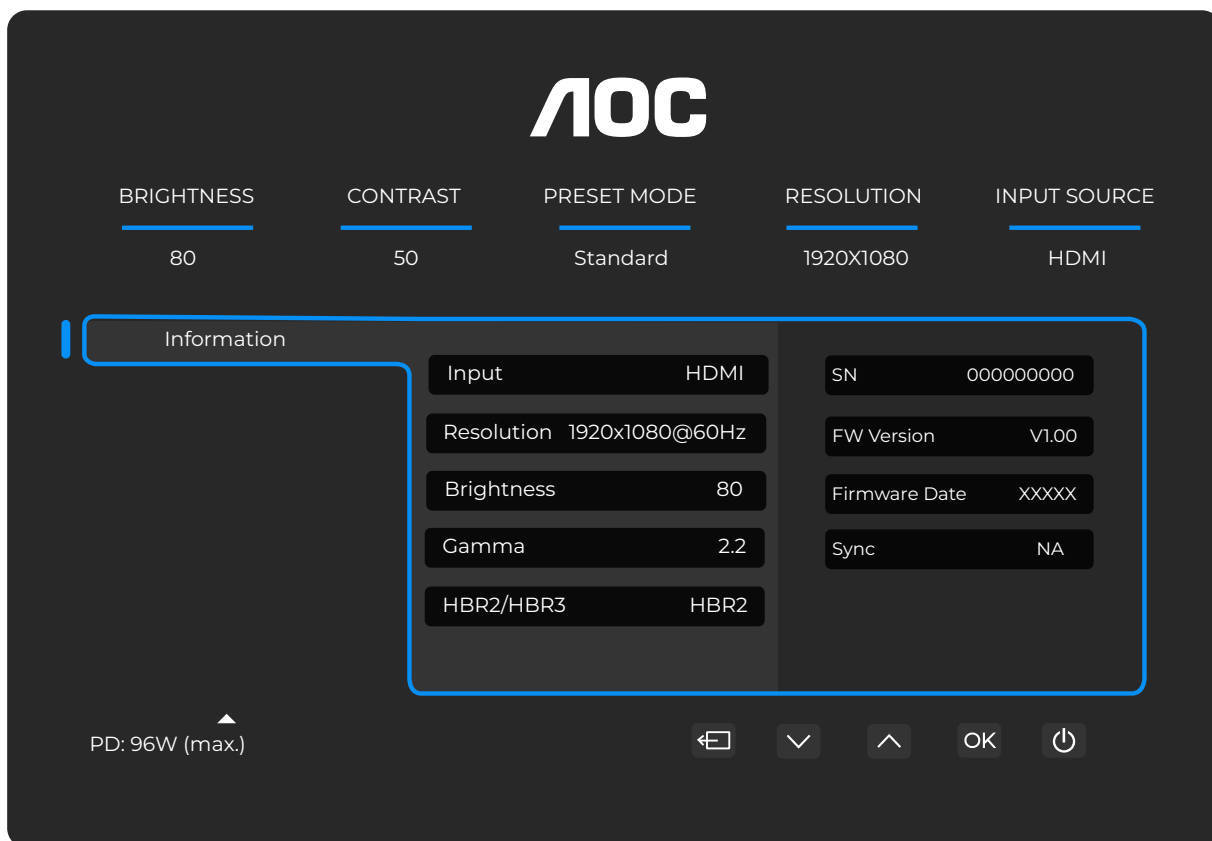 AOC
BRIGHTNESS CONTRAST PRESET MODE RESOLUTION INPUT SOURCE
80 50 Standard 1920X1080 HDMI
Information
Input HDMI
Resolution 1920x1080@60Hz
Brightness 80
Gamma 2.2
HBR2/HBR3 HBR2
SN 000000000
FW Version V1.00
Firmware Date XXXXX
Sync NA
PD: 96W (max.)
OK